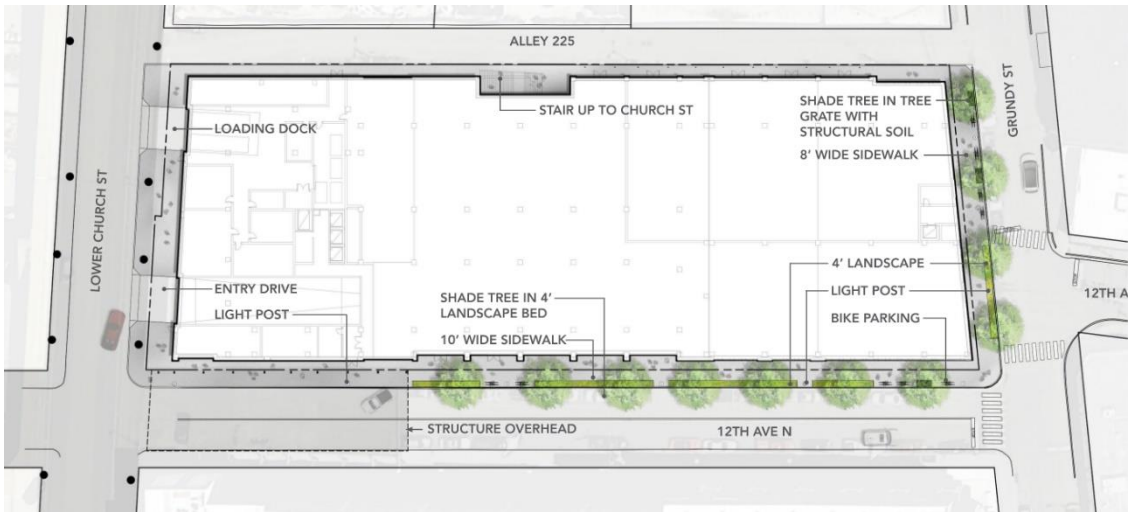 ALLEY 225
STAIR UP TO CHURCH ST
LOADING DOCK
LOWER CHURCH ST
ENTRY DRIVE
LIGHT POST
SHADE TREE IN 4'
LANDSCAPE BED
10' WIDE SIDEWALK
STRUCTURE OVERHEAD
12TH AVE N
SHADE TREE IN TREE
GRATE WITH
STRUCTURAL SOIL
8' WIDE SIDEWALK
GRUNDY ST
4' LANDSCAPE
LIGHT POST
BIKE PARKING
12TH A